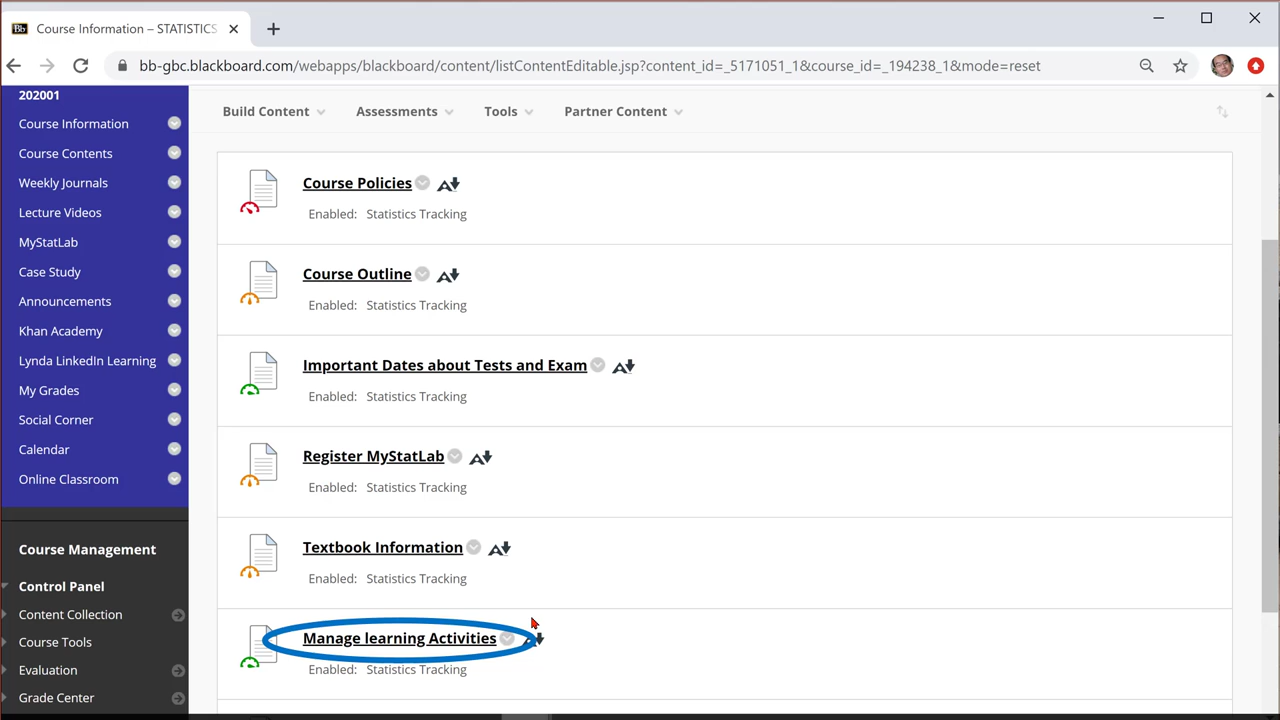 Course Information – STATISTICS
bb-gbc.blackboard.com/webapps/blackboard/content/listContentEditable.jsp?content_id=_5171051_1&course_id=_194238_1&mode=reset
202001
Course Information
Course Contents
Weekly Journals
Lecture Videos
MyStatLab
Case Study
Announcements
Khan Academy
Lynda LinkedIn Learning
My Grades
Social Corner
Calendar
Online Classroom
Course Management
Control Panel
Content Collection
Course Tools
Evaluation
Grade Center
Build Content Assessments Tools Partner Content
Course Policies
Enabled: Statistics Tracking
Course Outline
Enabled: Statistics Tracking
Important Dates about Tests and Exam
Enabled: Statistics Tracking
Register MyStatLab
Enabled: Statistics Tracking
Textbook Information
Enabled: Statistics Tracking
Manage learning Activities
Enabled: Statistics Tracking